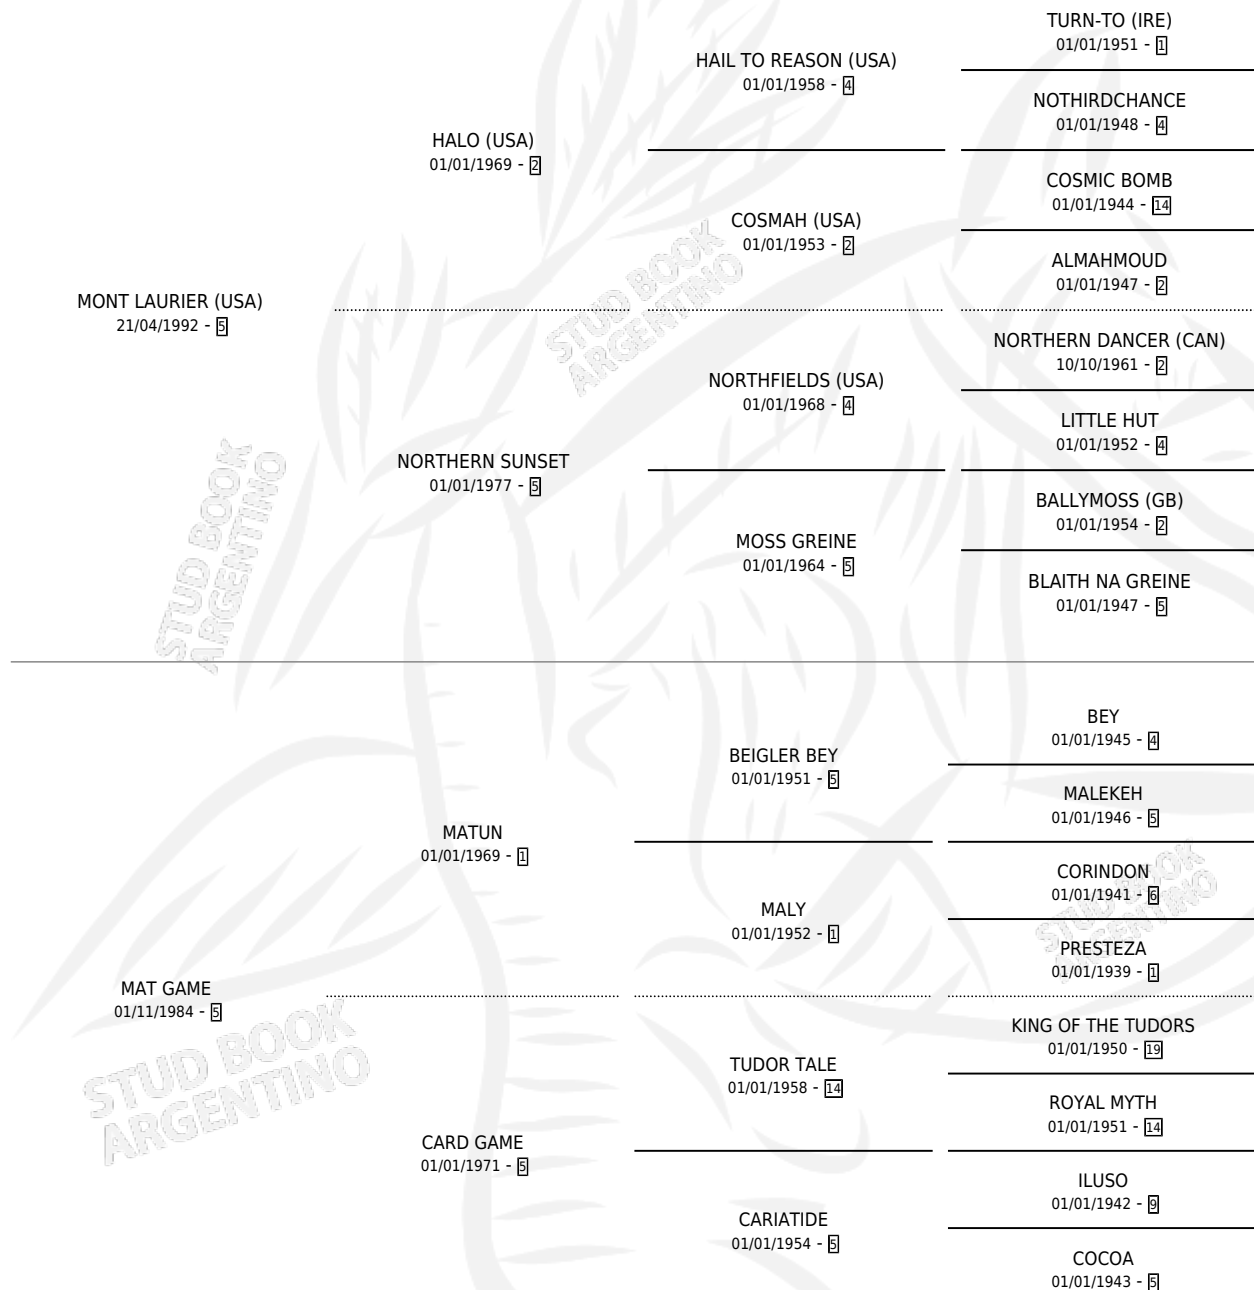 TURN-TO (IRE)
01/01/1951 - 1
HAIL TO REASON (USA)
01/01/1958 - 4
NOTHIRDCHANCE
01/01/1948 - 4
HALO (USA)
01/01/1969 - 2
COSMIC BOMB
01/01/1944 - 14
COSMAH (USA)
01/01/1953 - 2
ALMAHMOUD
01/01/1947 - 2
MONT LAURIER (USA)
21/04/1992 - 5
NORTHERN DANCER (CAN)
10/10/1961 - 2
NORTHFIELDS (USA)
01/01/1968 - 4
LITTLE HUT
01/01/1952 - 4
NORTHERN SUNSET
01/01/1977 - 5
BALLYMOSS (GB)
01/01/1954 - 2
MOSS GREINE
01/01/1964 - 5
BLAITH NA GREINE
01/01/1947 - 5
BEY
01/01/1945 - 4
BEIGLER BEY
01/01/1951 - 5
MALEKEH
01/01/1946 - 5
MATUN
01/01/1969 - 1
CORINDON
01/01/1941 - 6
MALY
01/01/1952 - 1
PRESTEZA
01/01/1939 - 1
MAT GAME
01/11/1984 - 5
KING OF THE TUDORS
01/01/1950 - 19
TUDOR TALE
01/01/1958 - 14
ROYAL MYTH
01/01/1951 - 14
CARD GAME
01/01/1971 - 5
ILUSO
01/01/1942 - 9
CARIATIDE
01/01/1954 - 5
COCOA
01/01/1943 - 5
STUD BOOK
ARGENTINO
STUD BOOK
ARGENTINO
STUD BOOK
ARGENTINO
STUD BOOK
ARGENTINO